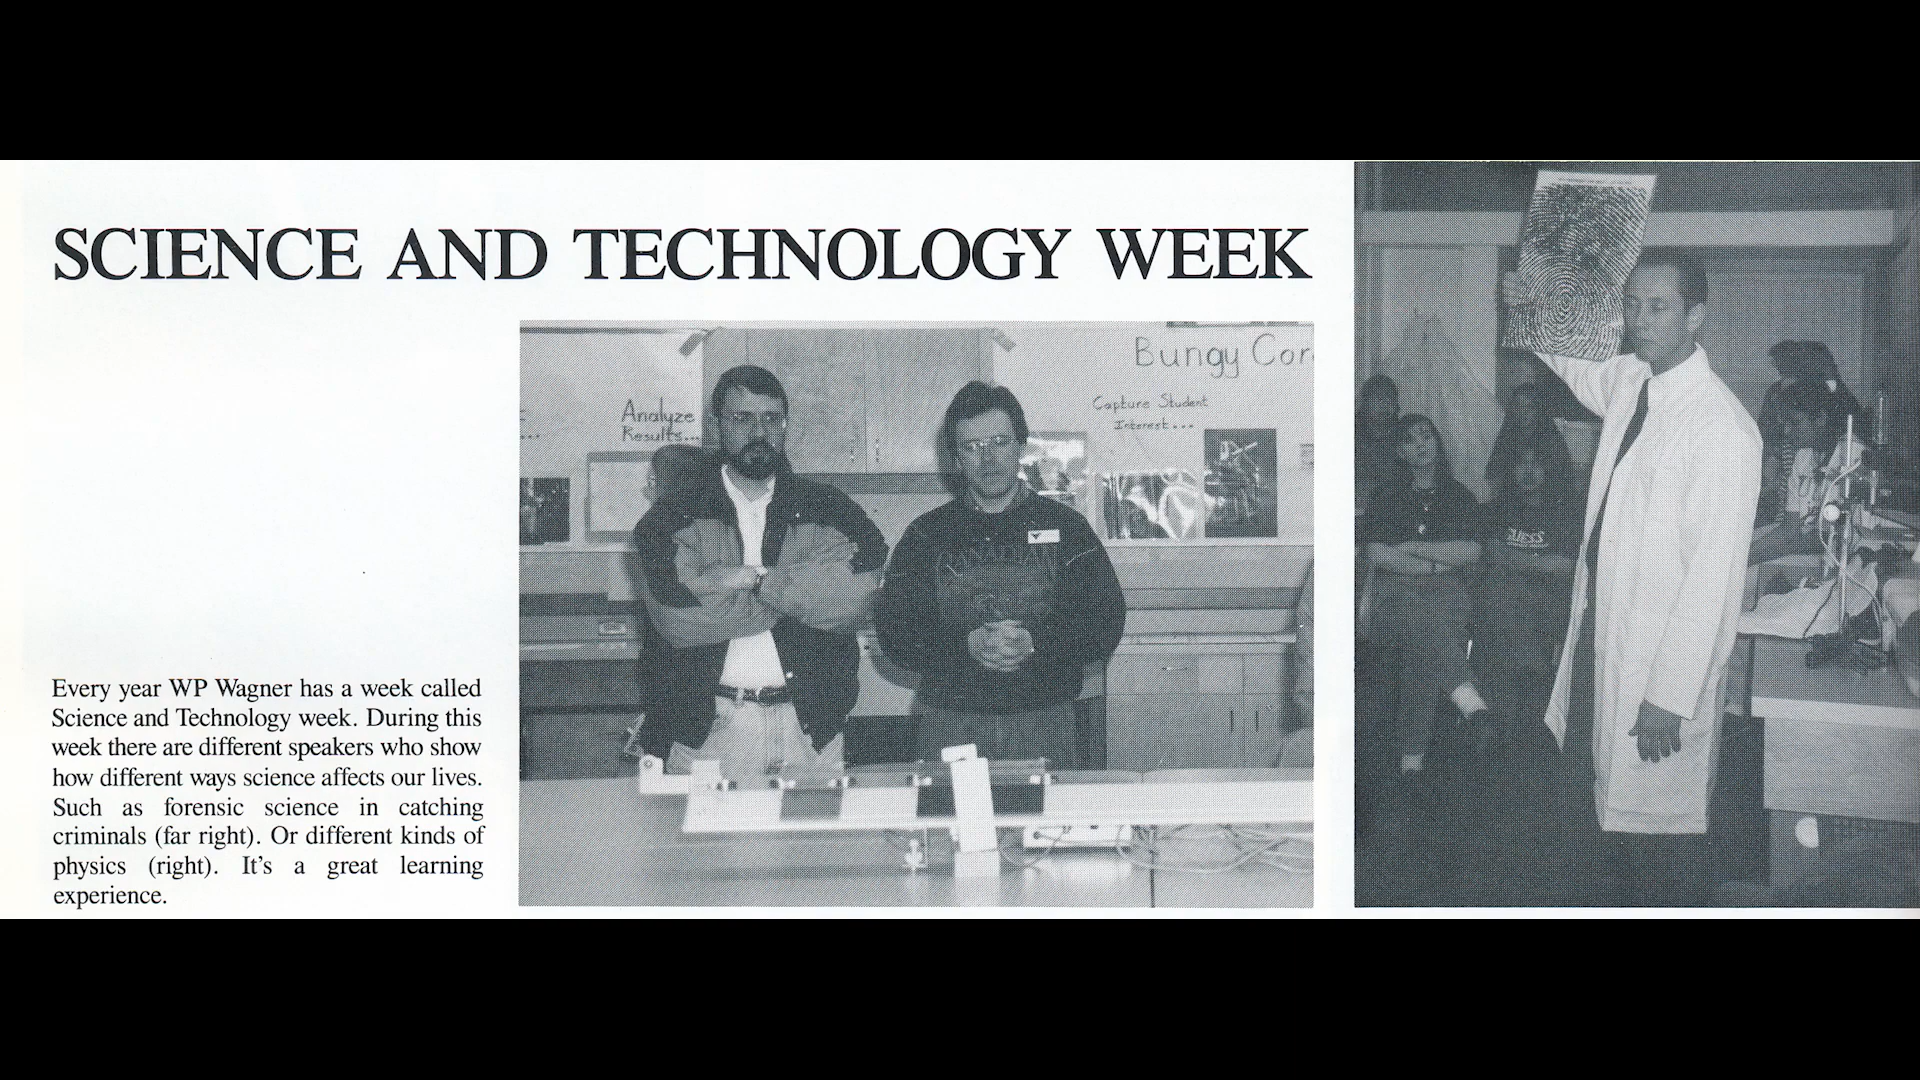 SCIENCE AND TECHNOLOGY WEEK
Bungy Cor
Capture Student
Interest...
Analyze
Results...
CANADIAN
GUESS
Every year WP Wagner has a week called
Science and Technology week. During this
week there are different speakers who show
how different ways science affects our lives.
Such as forensic science in catching
criminals (far right). Or different kinds of
physics (right). It's a great learning
experience.